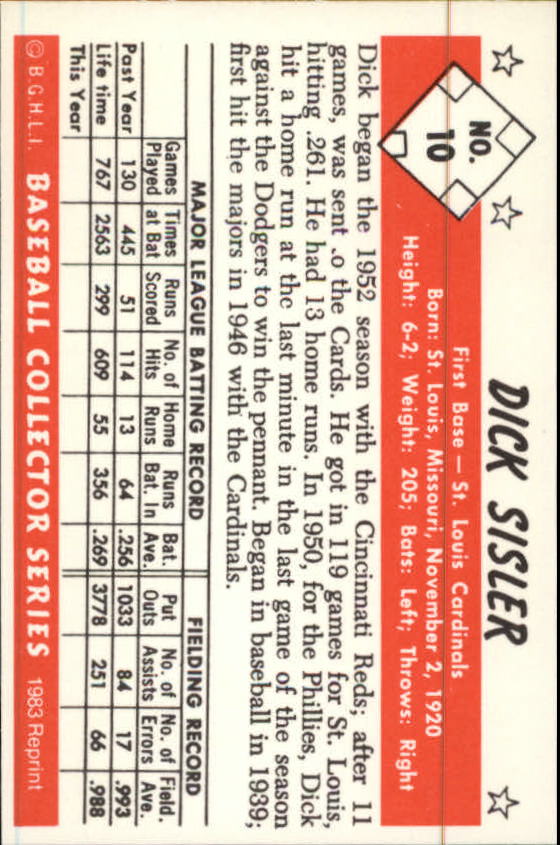 DICK SISLER
NO.
10
First Base — St. Louis Cardinals
Born: St. Louis, Missouri, November 2, 1920
Height: 6-2; Weight: 205; Bats: Left; Throws: Right
Dick began the 1952 season with the Cincinnati Reds; after 11
games, was sent .o the Cards. He got in 119 games for St. Louis,
hitting .261. He had 13 home runs. In 1950, for the Phillies, Dick
hit a home run at the last minute in the last game of the season
against the Dodgers to win the pennant. Began in baseball in 1939;
first hit the majors in 1946 with the Cardinals.
MAJOR LEAGUE BATTING RECORD FIELDING RECORD
Games Times Runs No. of Home Runs Bat. Put No. of No. of Field.
Played at Bat Scored Hits Runs Bat. In Ave. Outs Assists Errors Ave.
Past Year 130 445 51 114 13 64 .256 1033 84 17 .993
Life time 767 2563 299 609 55 356 .269 3778 251 66 .988
This Year
© B.G.H.L.I. BASEBALL COLLECTOR SERIES 1983 Reprint